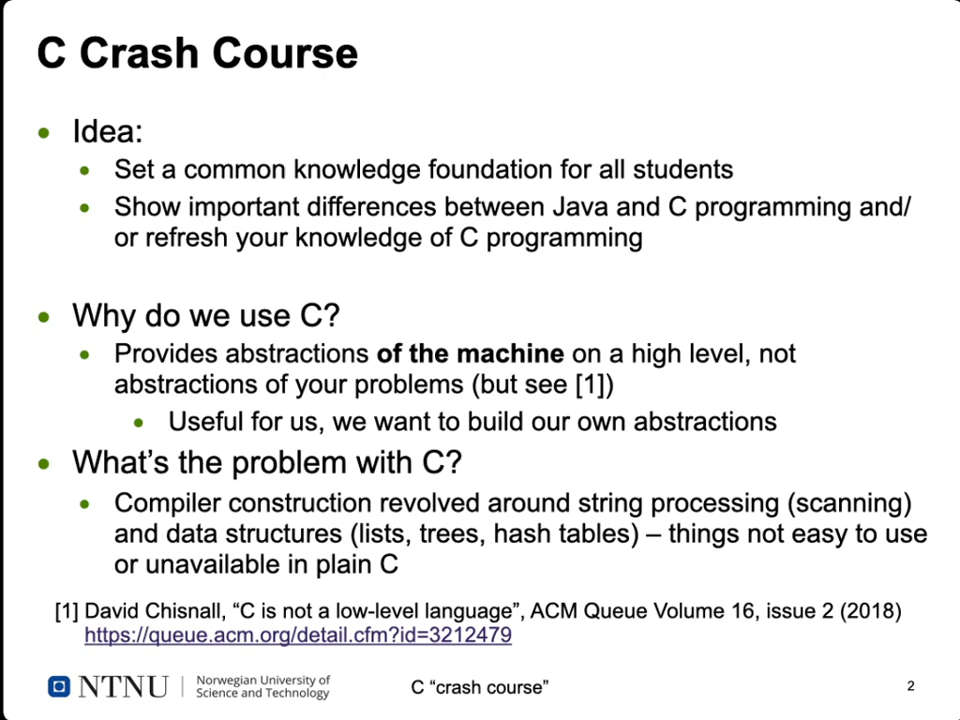 C Crash Course
• Idea:
• Set a common knowledge foundation for all students
• Show important differences between Java and C programming and/
or refresh your knowledge of C programming
• Why do we use C?
• Provides abstractions of the machine on a high level, not
abstractions of your problems (but see [1])
• Useful for us, we want to build our own abstractions
• What’s the problem with C?
• Compiler construction revolved around string processing (scanning)
and data structures (lists, trees, hash tables) – things not easy to use
or unavailable in plain C
[1] David Chisnall, “C is not a low-level language”, ACM Queue Volume 16, issue 2 (2018)
https://queue.acm.org/detail.cfm?id=3212479
NTNU
Norwegian University of
Science and Technology
C “crash course”
2